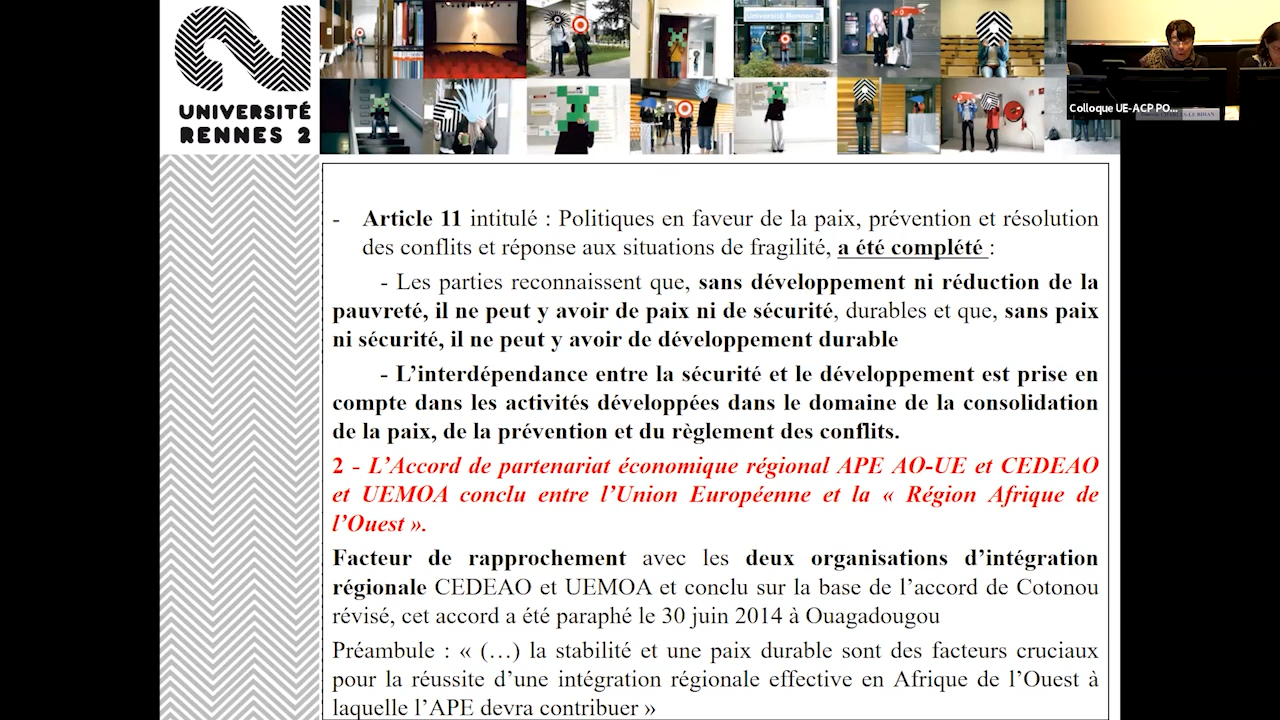 UNIVERSITÉ
RENNES 2
Colloque UE-ACP PO...
- Article 11 intitulé : Politiques en faveur de la paix, prévention et résolution
des conflits et réponse aux situations de fragilité, a été complété :
- Les parties reconnaissent que, sans développement ni réduction de la
pauvreté, il ne peut y avoir de paix ni de sécurité, durables et que, sans paix
ni sécurité, il ne peut y avoir de développement durable
- L’interdépendance entre la sécurité et le développement est prise en
compte dans les activités développées dans le domaine de la consolidation
de la paix, de la prévention et du règlement des conflits.
2 - L’Accord de partenariat économique régional APE AO-UE et CEDEAO
et UEMOA conclu entre l’Union Européenne et la « Région Afrique de
l’Ouest ».
Facteur de rapprochement avec les deux organisations d’intégration
régionale CEDEAO et UEMOA et conclu sur la base de l’accord de Cotonou
révisé, cet accord a été paraphé le 30 juin 2014 à Ouagadougou
Préambule : « (…) la stabilité et une paix durable sont des facteurs cruciaux
pour la réussite d’une intégration régionale effective en Afrique de l’Ouest à
laquelle l’APE devra contribuer »